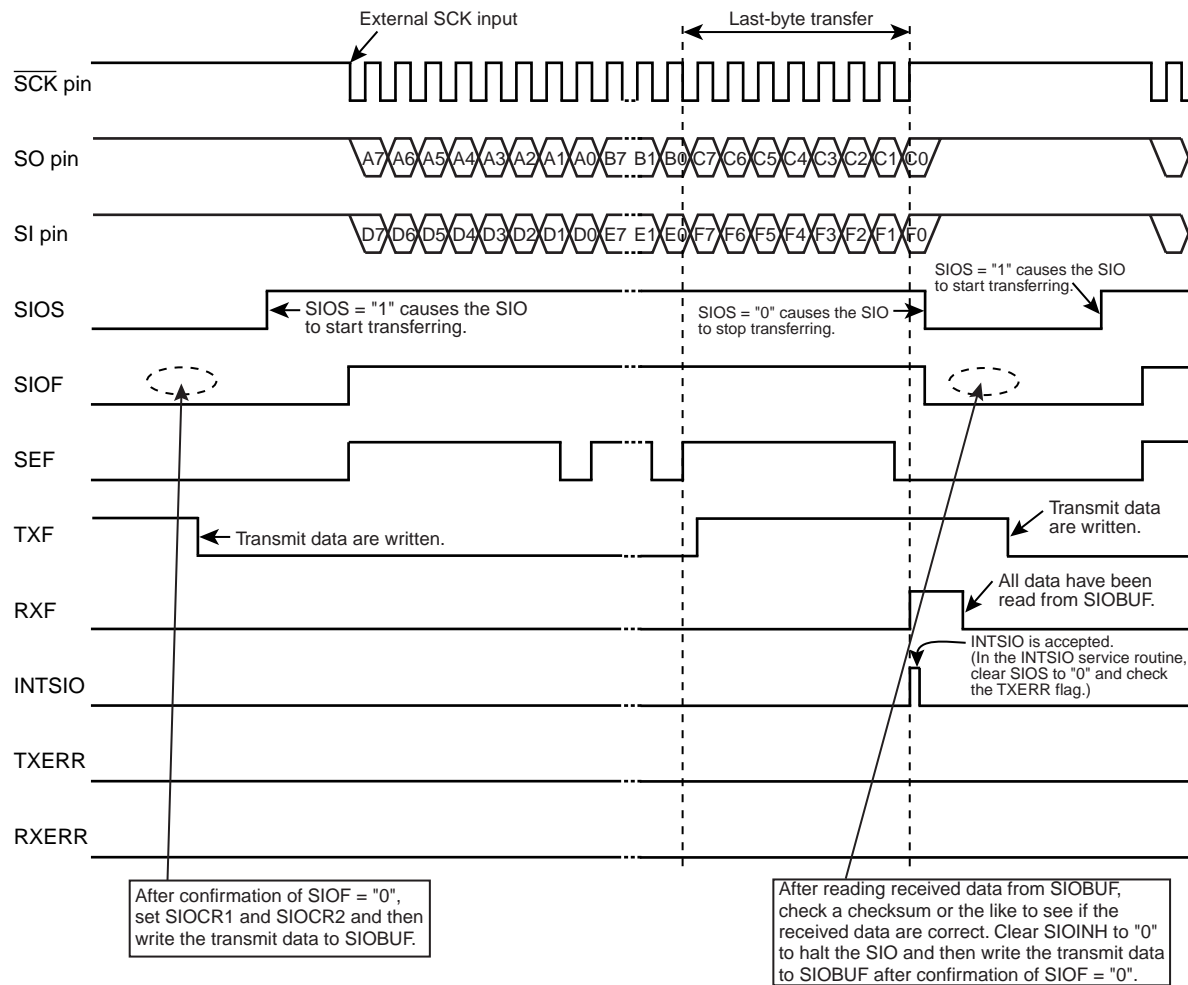 External SCK input
Last-byte transfer
SCK pin
SO pin
A7 A6 A5 A4 A3 A2 A1 A0 B7 B1 B0 C7 C6 C5 C4 C3 C2 C1 C0
SI pin
D7 D6 D5 D4 D3 D2 D1 D0 E7 E1 E0 F7 F6 F5 F4 F3 F2 F1 F0
SIOS = "1" causes the SIO
to start transferring.
SIOS
SIOS = "1" causes the SIO
to start transferring.
SIOS = "0" causes the SIO
to stop transferring.
SIOF
SEF
TXF
Transmit data are written.
Transmit data
are written.
RXF
All data have been
read from SIOBUF.
INTSIO
INTSIO is accepted.
(In the INTSIO service routine,
clear SIOS to "0" and check
the TXERR flag.)
TXERR
RXERR
After confirmation of SIOF = "0",
set SIOCR1 and SIOCR2 and then
write the transmit data to SIOBUF.
After reading received data from SIOBUF,
check a checksum or the like to see if the
received data are correct. Clear SIOINH to "0"
to halt the SIO and then write the transmit data
to SIOBUF after confirmation of SIOF = "0".